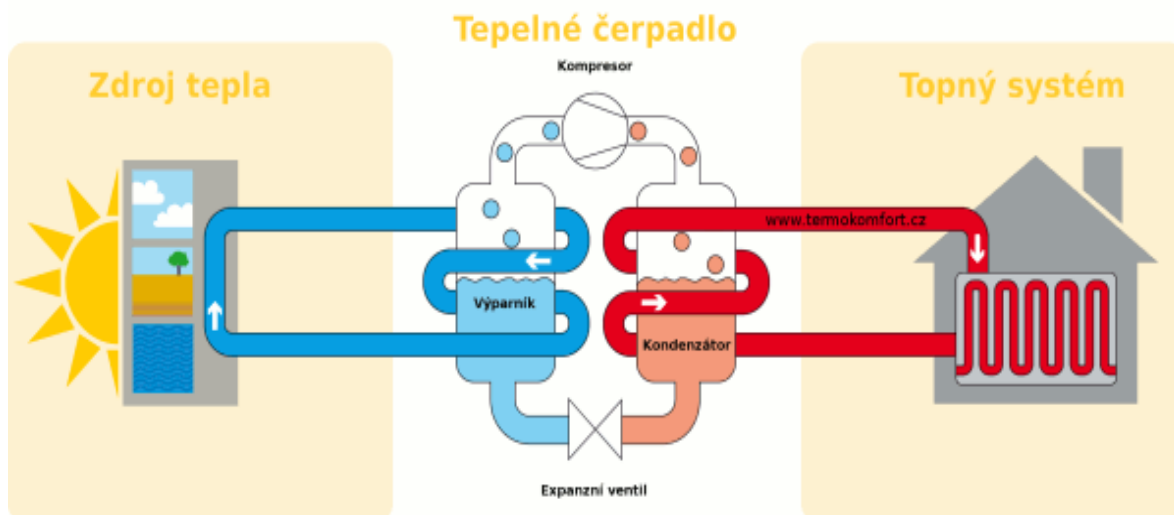 Tepelné čerpadlo
Zdroj tepla
Kompresor
Topný systém
www.termokomfort.cz
Výparník
Kondenzátor
Expanzní ventil